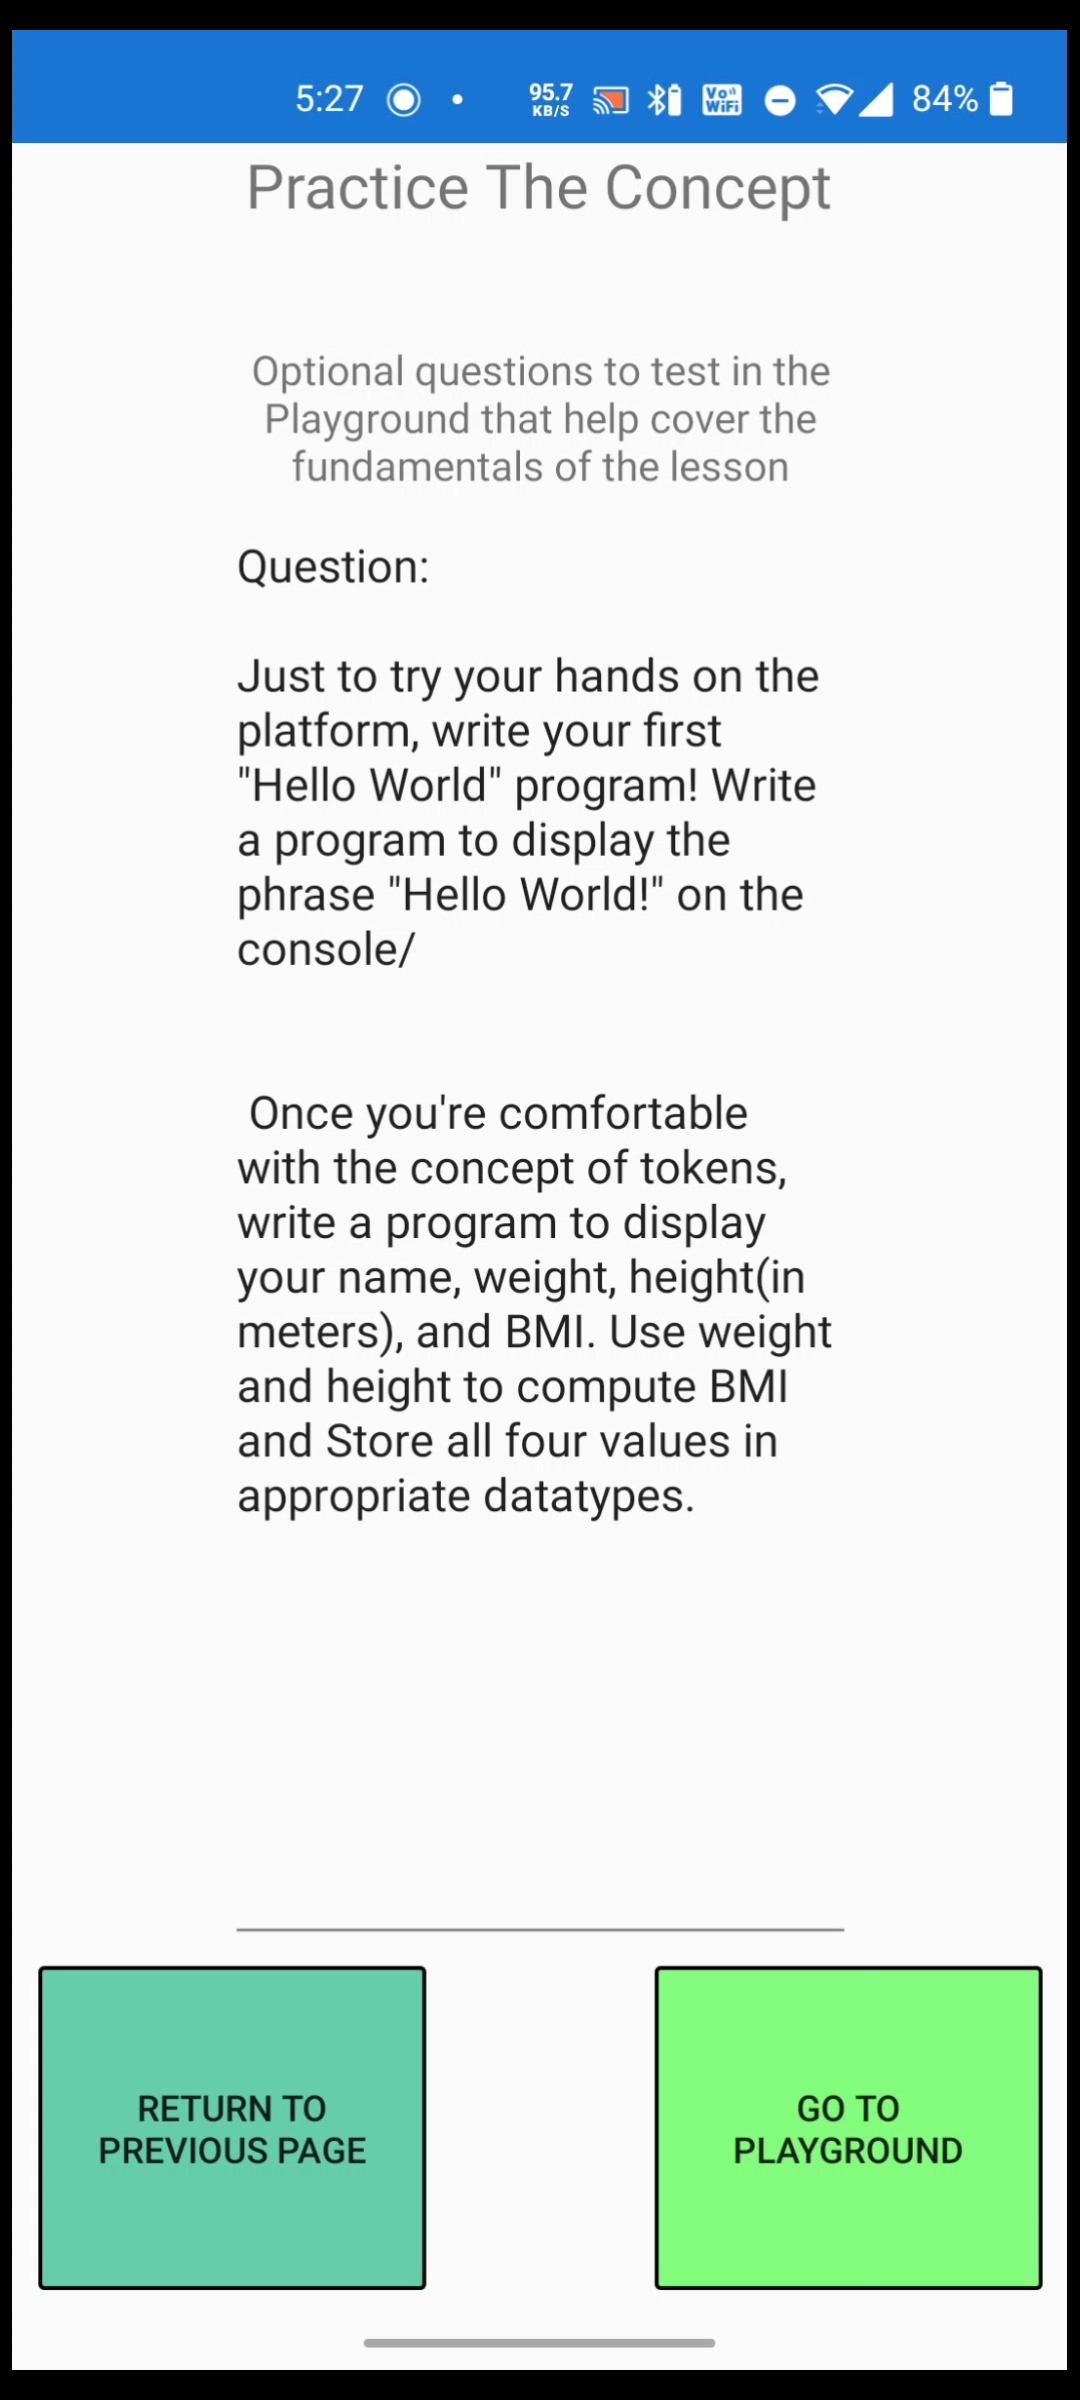 5:27
95.7
KB/S
Vo
WiFi
84%
Practice The Concept
Optional questions to test in the
Playground that help cover the
fundamentals of the lesson
Question:
Just to try your hands on the
platform, write your first
"Hello World" program! Write
a program to display the
phrase "Hello World!" on the
console/
Once you're comfortable
with the concept of tokens,
write a program to display
your name, weight, height(in
meters), and BMI. Use weight
and height to compute BMI
and Store all four values in
appropriate datatypes.
RETURN TO
PREVIOUS PAGE
GO TO
PLAYGROUND